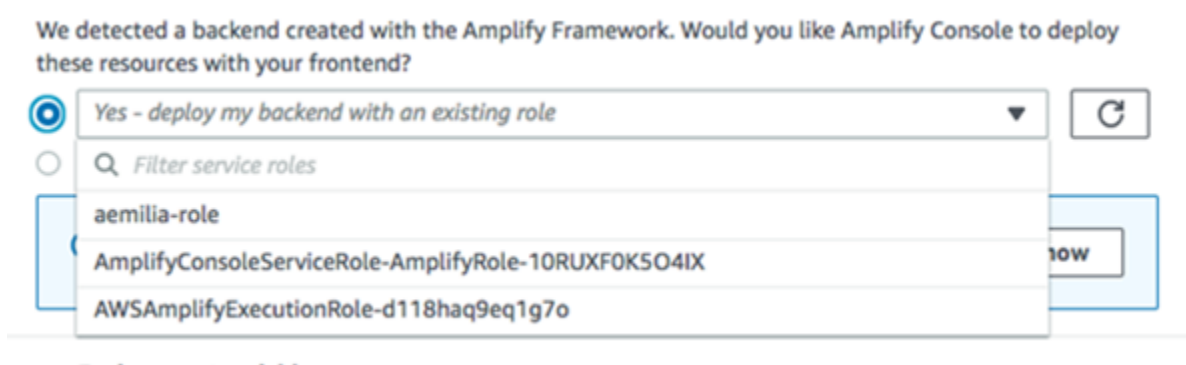 We detected a backend created with the Amplify Framework. Would you like Amplify Console to deploy
these resources with your frontend?
Yes - deploy my backend with an existing role
Filter service roles
aemilia-role
AmplifyConsoleServiceRole-AmplifyRole-10RUXF0K5O4IX
now
AWSAmplifyExecutionRole-d118haq9eq1g7o